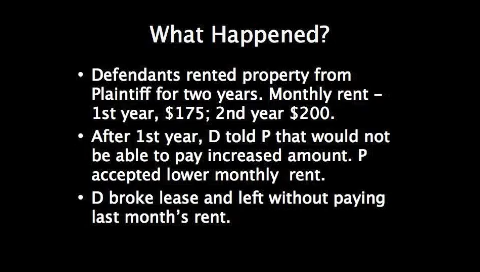 What Happened?
• Defendants rented property from
Plaintiff for two years. Monthly rent –
1st year, $175; 2nd year $200.
• After 1st year, D told P that would not
be able to pay increased amount. P
accepted lower monthly rent.
• D broke lease and left without paying
last month's rent.